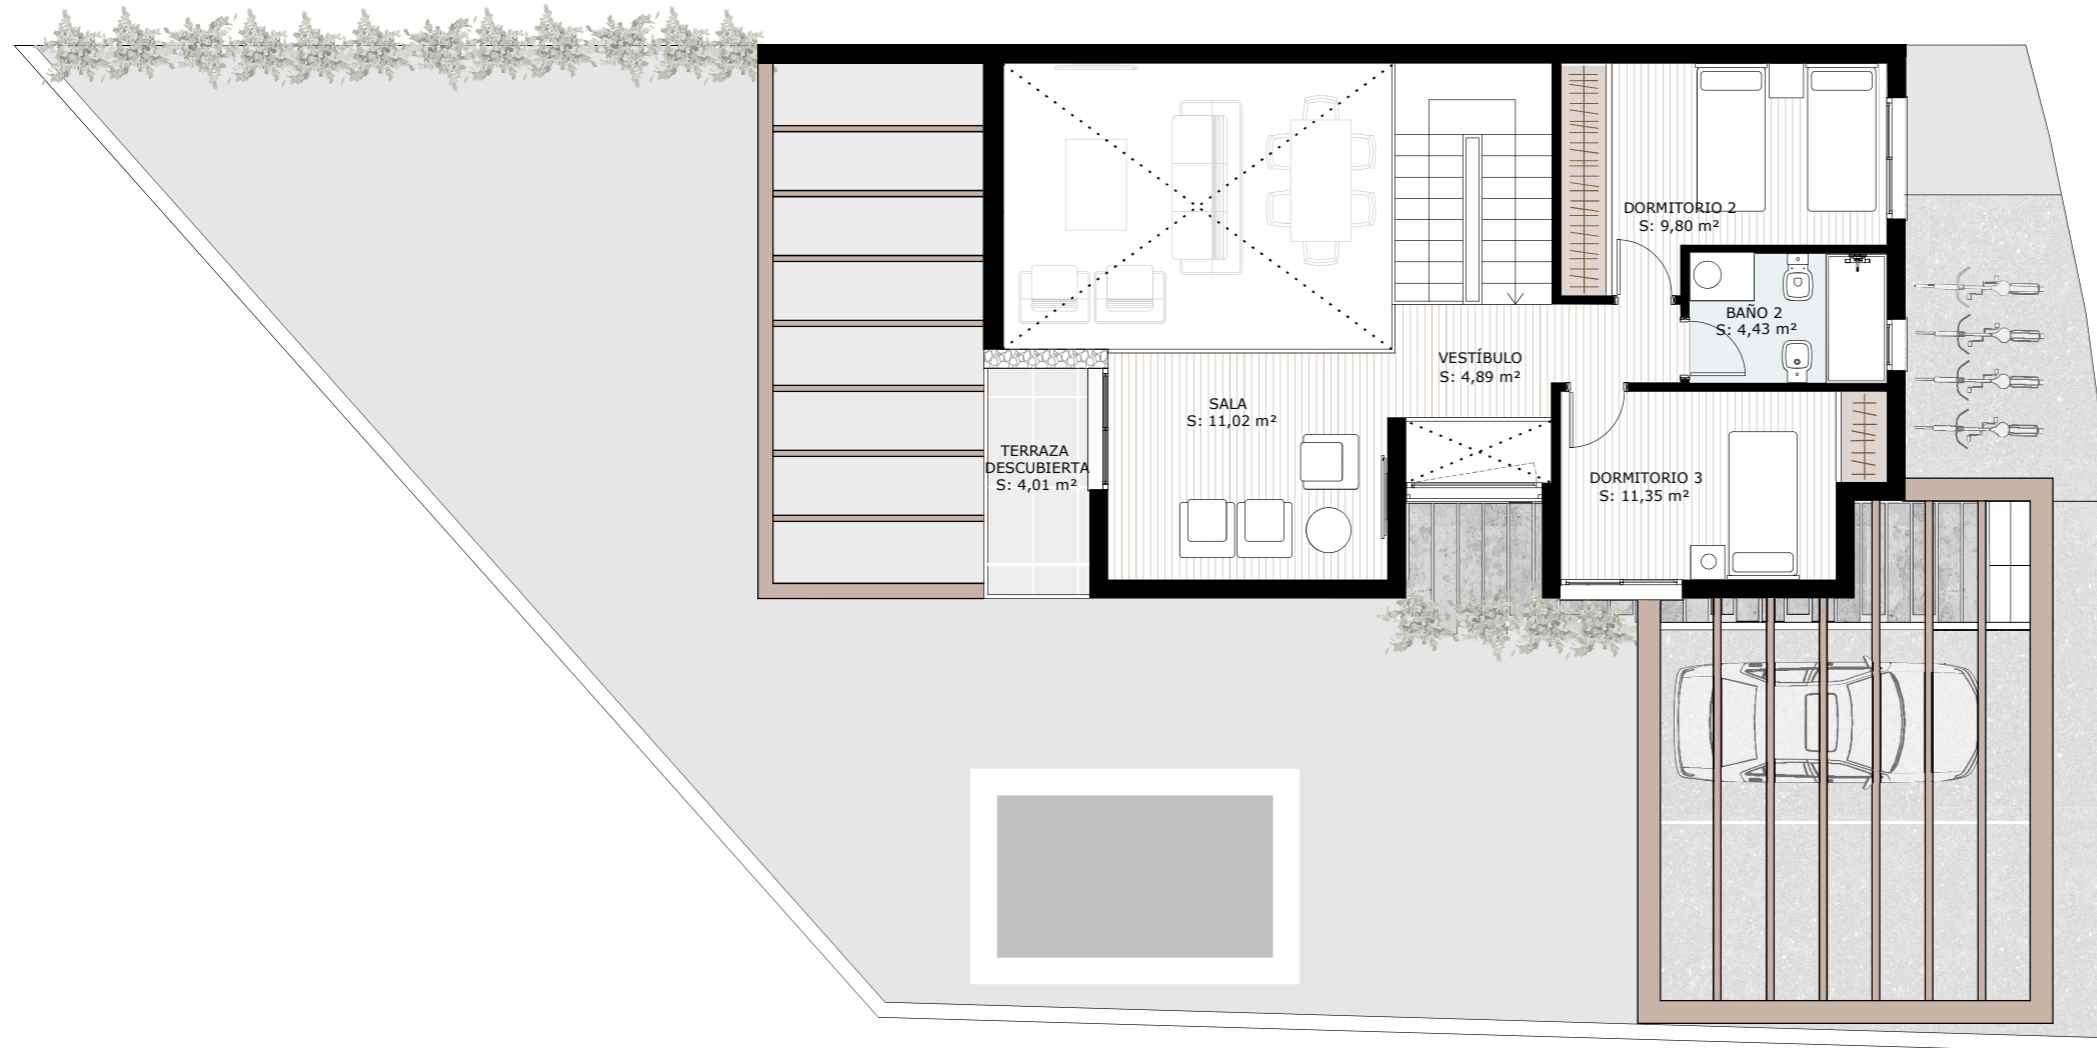 DORMITORIO 2
S: 9,80 m²
BAÑO 2
S: 4,43 m²
VESTÍBULO
S: 4,89 m²
SALA
S: 11,02 m²
TERRAZA
DESCUBIERTA
S: 4,01 m²
DORMITORIO 3
S: 11,35 m²